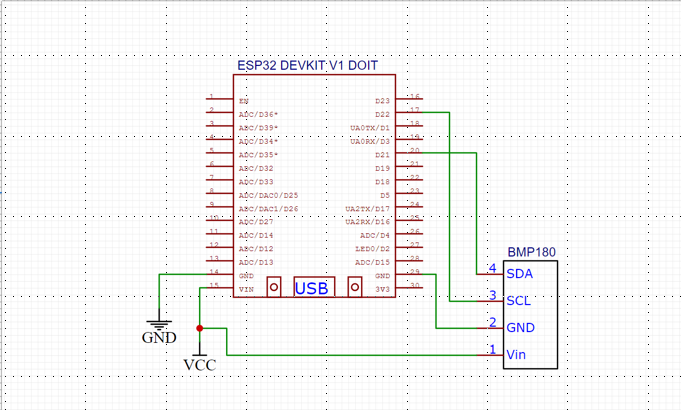 ESP32 DEVKIT V1 DOIT
1 EN D23 16
2 ADC/D36* D22 17
3 ADC/D39* UA0TX/D1 18
4 ADC/D34* UA0RX/D3 19
5 ADC/D35* D21 20
6 ADC/D32 D19 21
7 ADC/D33 D18 22
8 ADC/DAC0/D25 D5 23
9 ADC/DAC1/D26 UA2TX/D17 24
10 ADC/D27 UA2RX/D16 25
11 ADC/D14 ADC/D4 26
12 ADC/D12 LED0/D2 27
13 ADC/D13 ADC/D15 28
14 GND GND 29
15 VIN USB 3V3 30
BMP180
4 SDA
3 SCL
2 GND
1 Vin
GND
VCC